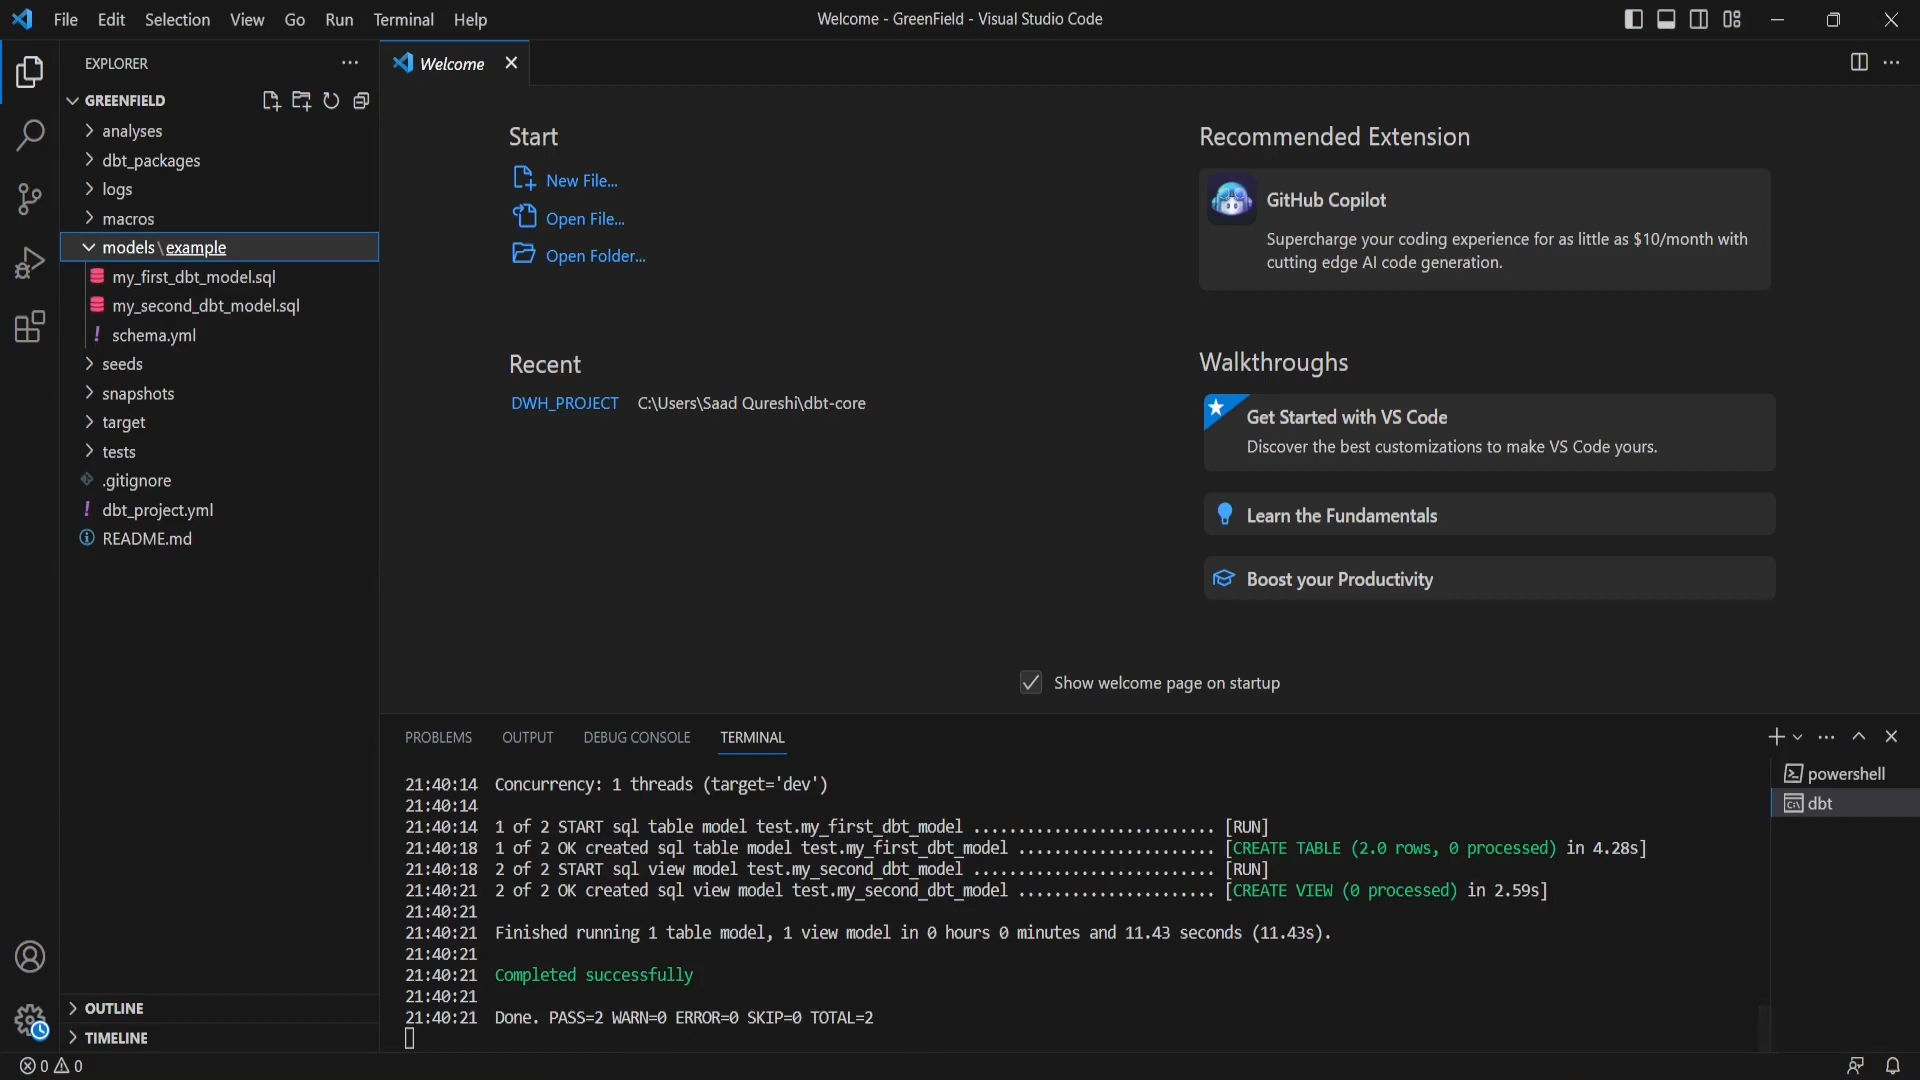 File Edit Selection View Go Run Terminal Help
Welcome - GreenField - Visual Studio Code
EXPLORER
GREENFIELD
analyses
dbt_packages
logs
macros
models\example
my_first_dbt_model.sql
my_second_dbt_model.sql
schema.yml
seeds
snapshots
target
tests
.gitignore
dbt_project.yml
README.md
OUTLINE
TIMELINE
Welcome
Start
New File...
Open File...
Open Folder...
Recent
DWH_PROJECT C:\Users\Saad Qureshi\dbt-core
Recommended Extension
GitHub Copilot
Supercharge your coding experience for as little as $10/month with
cutting edge AI code generation.
Walkthroughs
Get Started with VS Code
Discover the best customizations to make VS Code yours.
Learn the Fundamentals
Boost your Productivity
Show welcome page on startup
PROBLEMS OUTPUT DEBUG CONSOLE TERMINAL
21:40:14 Concurrency: 1 threads (target='dev')
21:40:14
21:40:14 1 of 2 START sql table model test.my_first_dbt_model ........................... [RUN]
21:40:18 1 of 2 OK created sql table model test.my_first_dbt_model ...................... [CREATE TABLE (2.0 rows, 0 processed) in 4.28s]
21:40:18 2 of 2 START sql view model test.my_second_dbt_model ........................... [RUN]
21:40:21 2 of 2 OK created sql view model test.my_second_dbt_model ...................... [CREATE VIEW (0 processed) in 2.59s]
21:40:21
21:40:21 Finished running 1 table model, 1 view model in 0 hours 0 minutes and 11.43 seconds (11.43s).
21:40:21
21:40:21 Completed successfully
21:40:21
21:40:21 Done. PASS=2 WARN=0 ERROR=0 SKIP=0 TOTAL=2
powershell
dbt
0 0